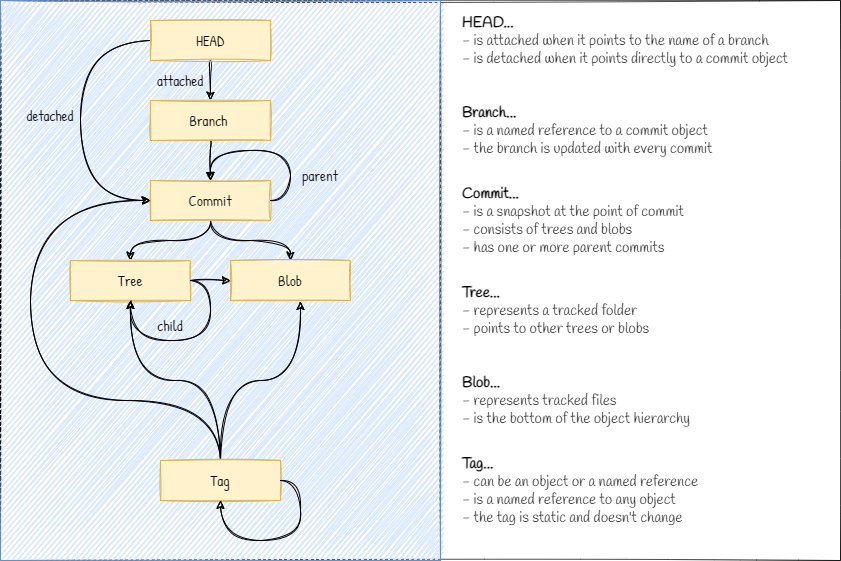 HEAD
attached
detached
Branch
parent
Commit
Tree
Blob
child
Tag
HEAD...
- is attached when it points to the name of a branch
- is detached when it points directly to a commit object
Branch...
- is a named reference to a commit object
- the branch is updated with every commit
Commit...
- is a snapshot at the point of commit
- consists of trees and blobs
- has one or more parent commits
Tree...
- represents a tracked folder
- points to other trees or blobs
Blob...
- represents tracked files
- is the bottom of the object hierarchy
Tag...
- can be an object or a named reference
- is a named reference to any object
- the tag is static and doesn't change